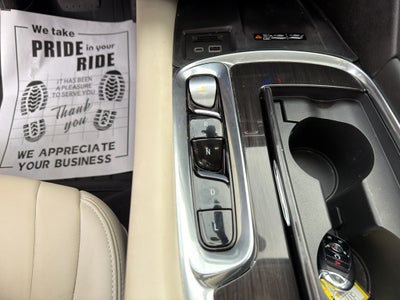 We take
PRIDE in your
RIDE
IT HAS BEEN
A PLEASURE
TO SERVE YOU
Thank
you
WE APPRECIATE
YOUR BUSINESS
N
D
L